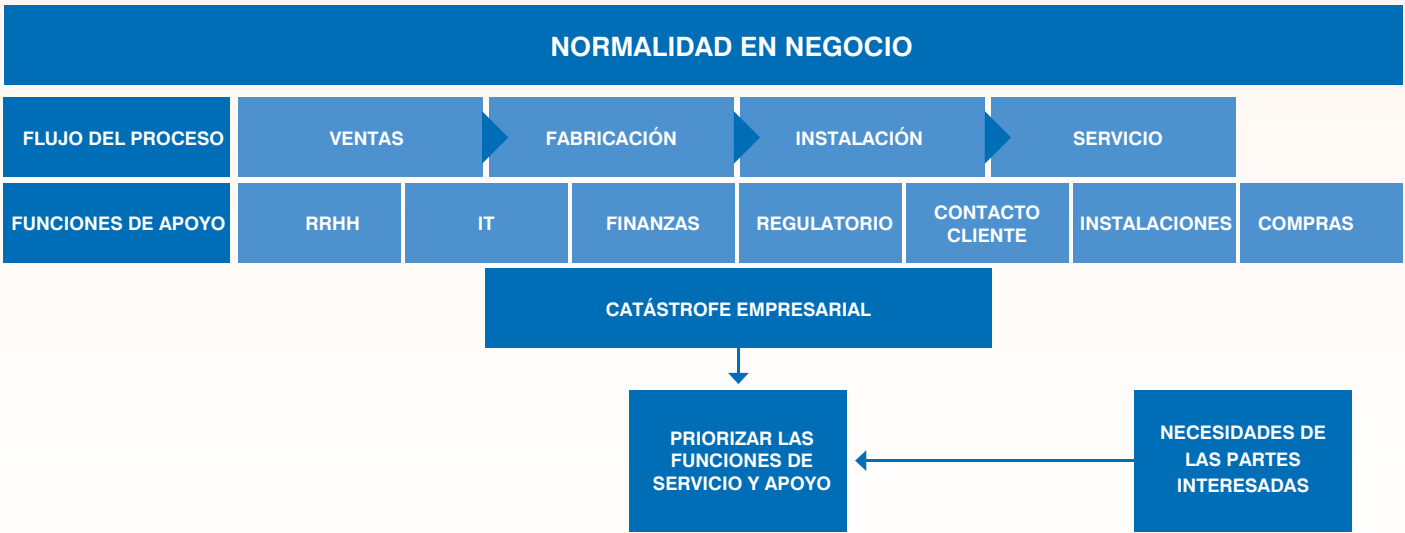 NORMALIDAD EN NEGOCIO
FLUJO DEL PROCESO
VENTAS
FABRICACIÓN
INSTALACIÓN
SERVICIO
FUNCIONES DE APOYO
RRHH
IT
FINANZAS
REGULATORIO
CONTACTO
CLIENTE
INSTALACIONES
COMPRAS
CATÁSTROFE EMPRESARIAL
PRIORIZAR LAS
FUNCIONES DE
SERVICIO Y APOYO
NECESIDADES DE
LAS PARTES
INTERESADAS